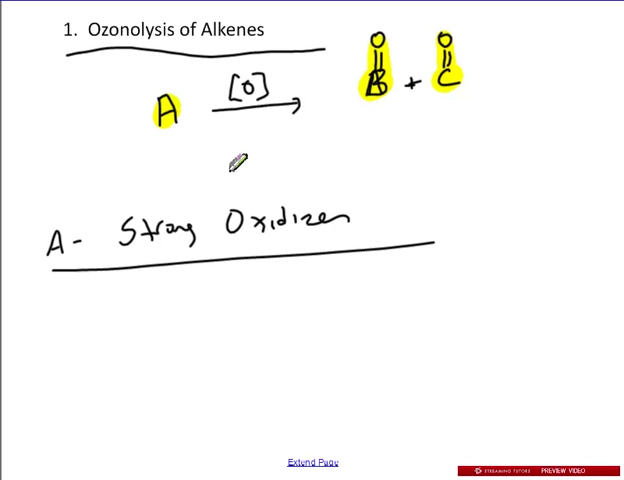 1. Ozonolysis of Alkenes
O O
A [O] B + C
A- Strong Oxidizer
Extend Page
STREAMING TUTORS PREVIEW VIDEO